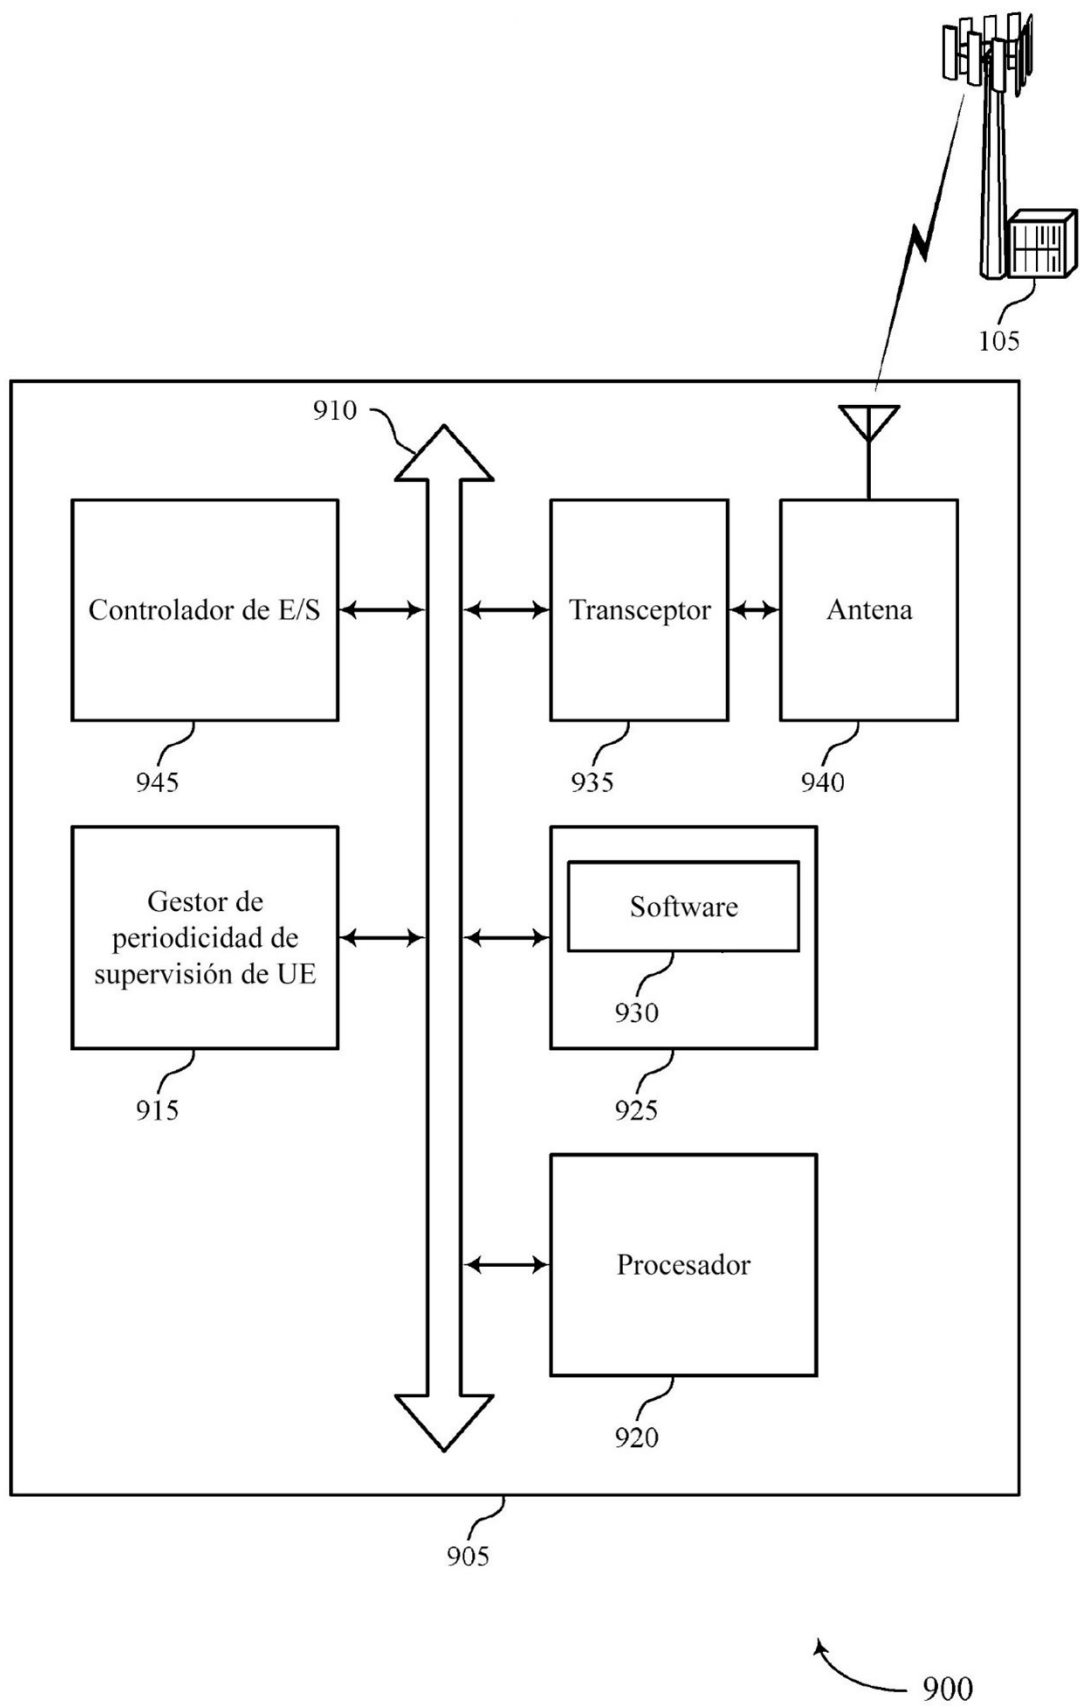 105
910
Controlador de E/S
Transceptor
Antena
945
935
940
Gestor de
periodicidad de
supervisión de UE
Software
930
915
925
Procesador
920
905
900